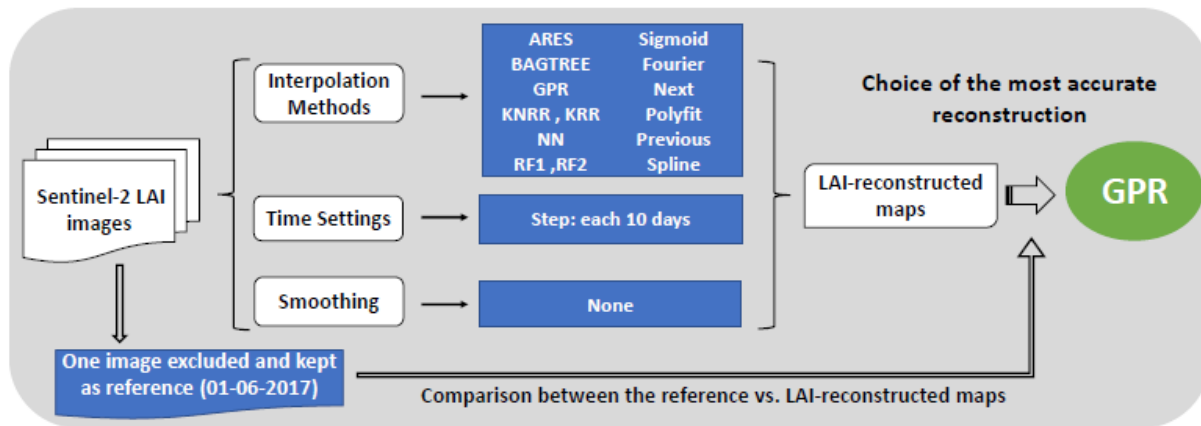 Sentinel-2 LAI
images
Interpolation
Methods
ARES Sigmoid
BAGTREE Fourier
GPR Next
KNRR , KRR Polyfit
NN Previous
RF1 ,RF2 Spline
Time Settings
Step: each 10 days
Smoothing
None
LAI-reconstructed
maps
Choice of the most accurate
reconstruction
GPR
One image excluded and kept
as reference (01-06-2017)
Comparison between the reference vs. LAI-reconstructed maps